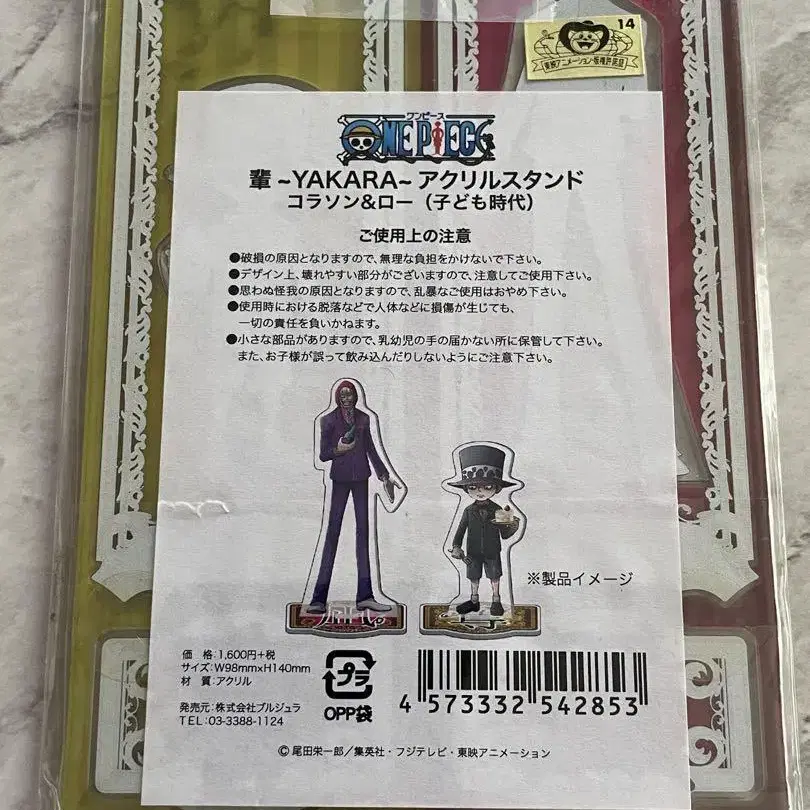 14
東映アニメーション・版権許諾証
ワンピース
ONE PIECE
輩 ~YAKARA~ アクリルスタンド
コラソン&ロー（子ども時代）
ご使用上の注意
●破損の原因となりますので、無理な負担をかけないで下さい。
●デザイン上、壊れやすい部分がございますので、注意してご使用下さい。
●思わぬ怪我の原因となりますので、乱暴なご使用はおやめ下さい。
●使用時における脱落などで人体などに損傷が生じても、
一切の責任を負いかねます。
●小さな部品がありますので、乳幼児の手の届かない所に保管して下さい。
また、お子様が誤って飲み込んだりしないようにご注意下さい。
※製品イメージ
価 格:1,600円+税
サイズ:W98mm×H140mm
材 質:アクリル
発売元:株式会社プルジュラ
TEL:03-3388-1124
プラ
OPP袋
4 573332 542853
©尾田栄一郎／集英社・フジテレビ・東映アニメーション